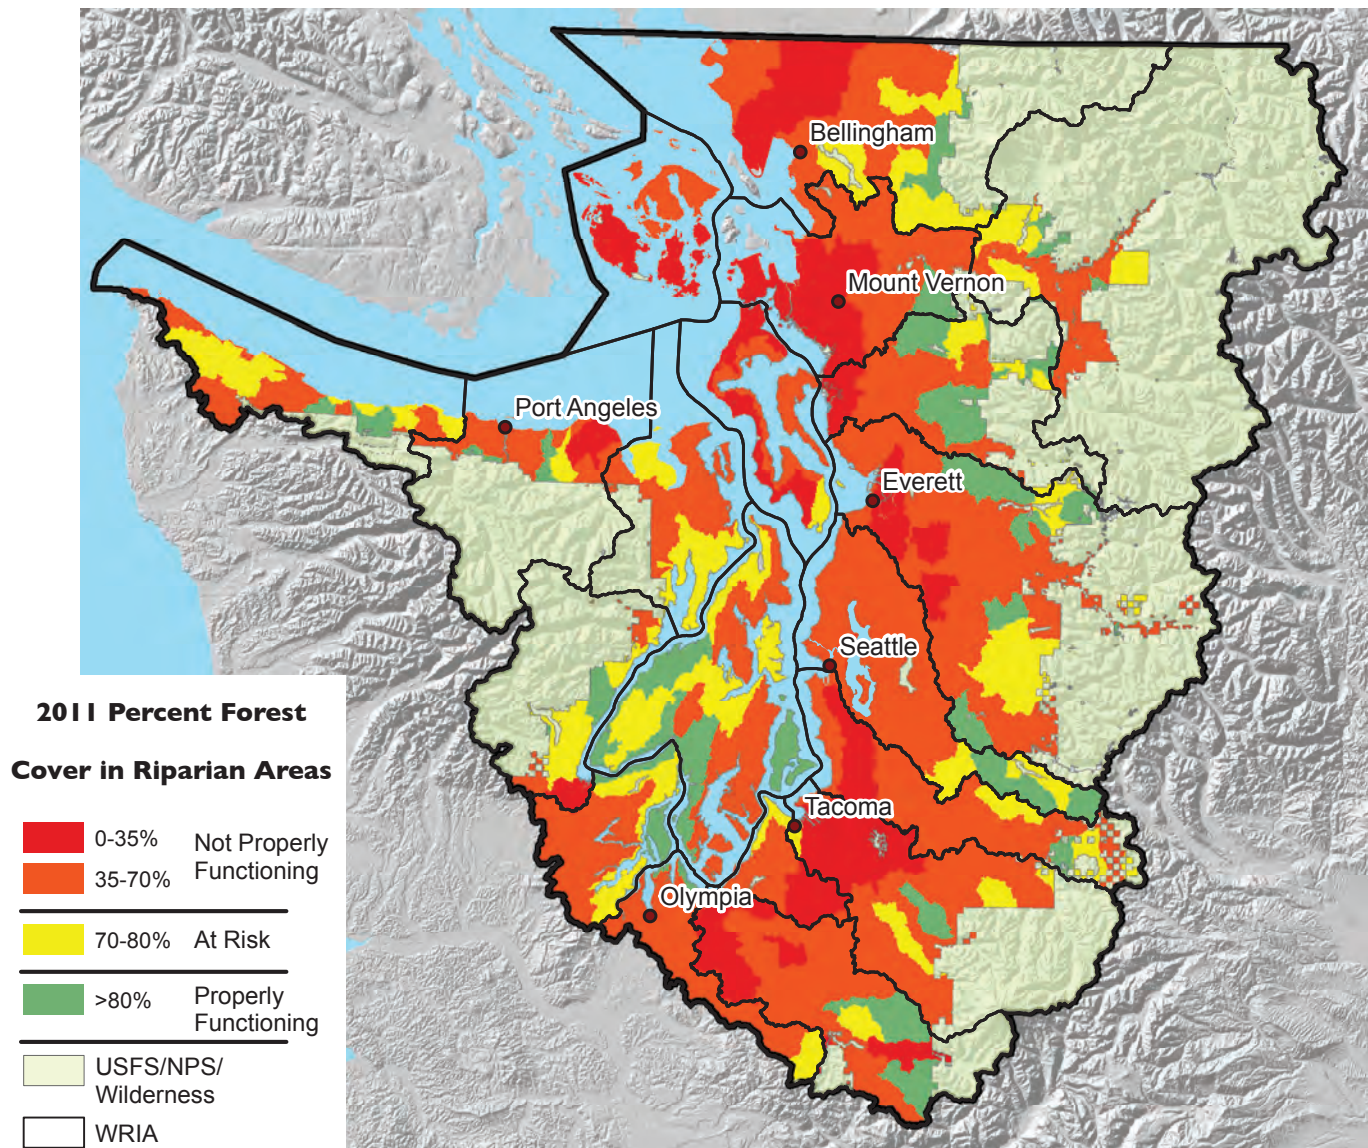 Bellingham
Mount Vernon
Port Angeles
Everett
Seattle
Tacoma
Olympia
2011 Percent Forest
Cover in Riparian Areas
0-35%
35-70%
Not Properly
Functioning
70-80% At Risk
>80% Properly
Functioning
USFS/NPS/
Wilderness
WRIA